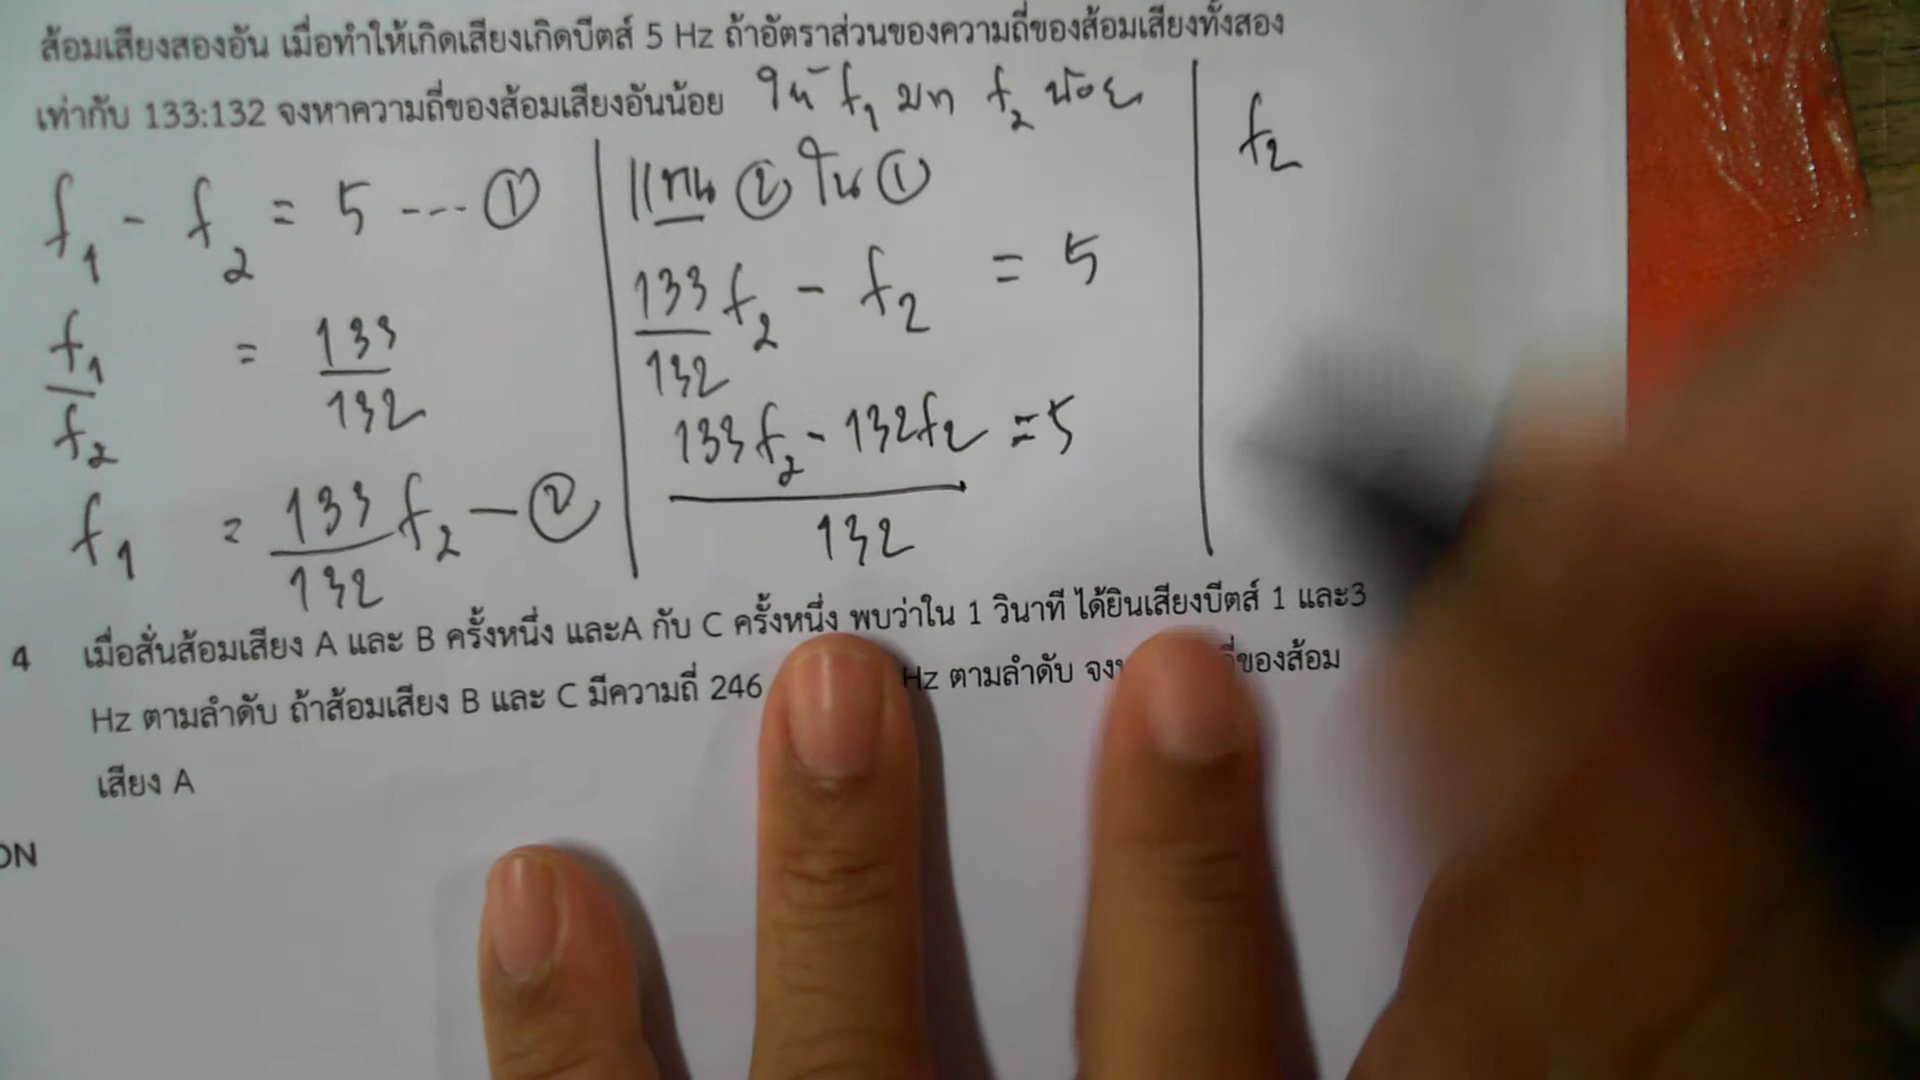 ส้อมเสียงสองอัน เมื่อทำให้เกิดเสียงเกิดบีตส์ 5 Hz ถ้าอัตราส่วนของความถี่ของส้อมเสียงทั้งสอง
เท่ากับ 133:132 จงหาความถี่ของส้อมเสียงอันน้อย ให้ f₁ มาก f₂ น้อย
f₁ - f₂ = 5 --- ①
f₁/f₂ = 133/132
f₁ = 133/132 f₂ — ②
แทน ② ใน ①
133/132 f₂ - f₂ = 5
133f₂ - 132f₂ = 5
132
f₂
4 เมื่อสั่นส้อมเสียง A และ B ครั้งหนึ่ง และA กับ C ครั้งหนึ่ง พบว่าใน 1 วินาที ได้ยินเสียงบีตส์ 1 และ3
Hz ตามลำดับ ถ้าส้อมเสียง B และ C มีความถี่ 246 Hz ตามลำดับ ของส้อม
เสียง A
ON